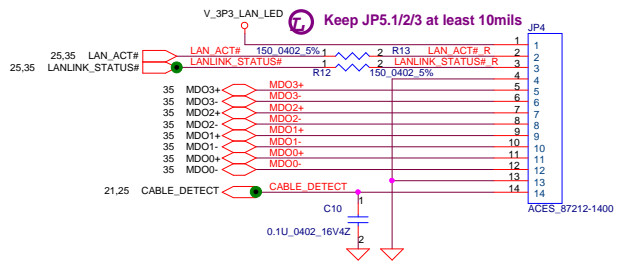 V_3P3_LAN_LED
Keep JP5.1/2/3 at least 10mils
JP4
25,35 LAN_ACT# LAN_ACT# 150_0402_5% 1 2 R13 LAN_ACT#_R 2 2
1 1
25,35 LANLINK_STATUS# LANLINK_STATUS# 1 2 LANLINK_STATUS#_R 3 3
R12 150_0402_5%
4 4
35 MDO3+ MDO3+ 5 5
35 MDO3- MDO3- 6 6
35 MDO2+ MDO2+ 7 7
35 MDO2- MDO2- 8 8
35 MDO1+ MDO1+ 9 9
35 MDO1- MDO1- 10 10
35 MDO0+ MDO0+ 11 11
35 MDO0- MDO0- 12 12
13 13
21,25 CABLE_DETECT CABLE_DETECT 14 14
1
C10
ACES_87212-1400
0.1U_0402_16V4Z
2